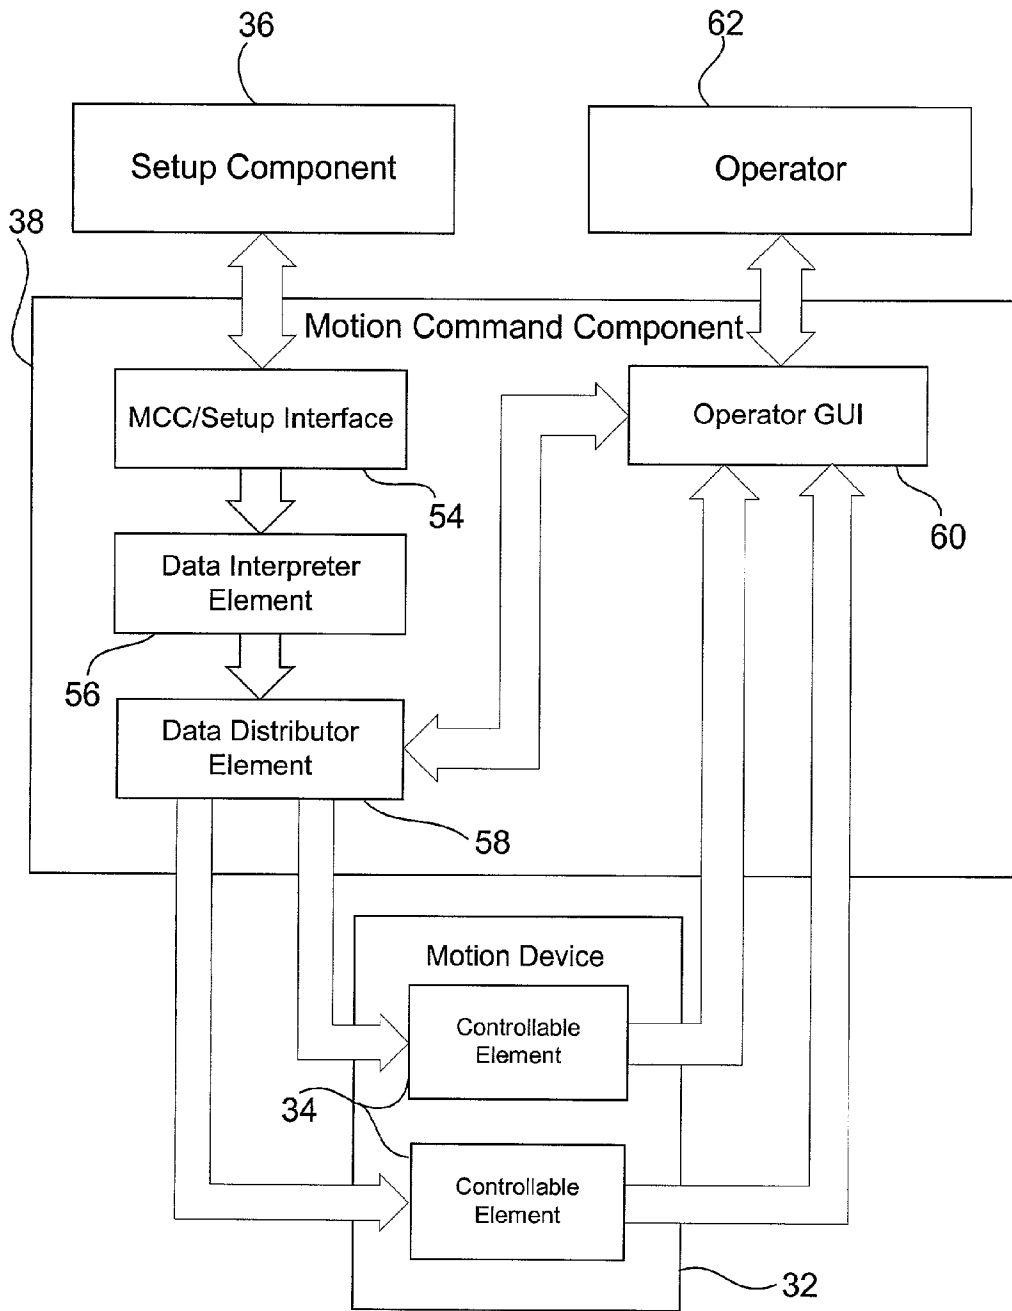 36
62
Setup Component
Operator
38
Motion Command Component
MCC/Setup Interface
Operator GUI
54
60
Data Interpreter
Element
56
Data Distributor
Element
58
Motion Device
Controllable
Element
34
Controllable
Element
32